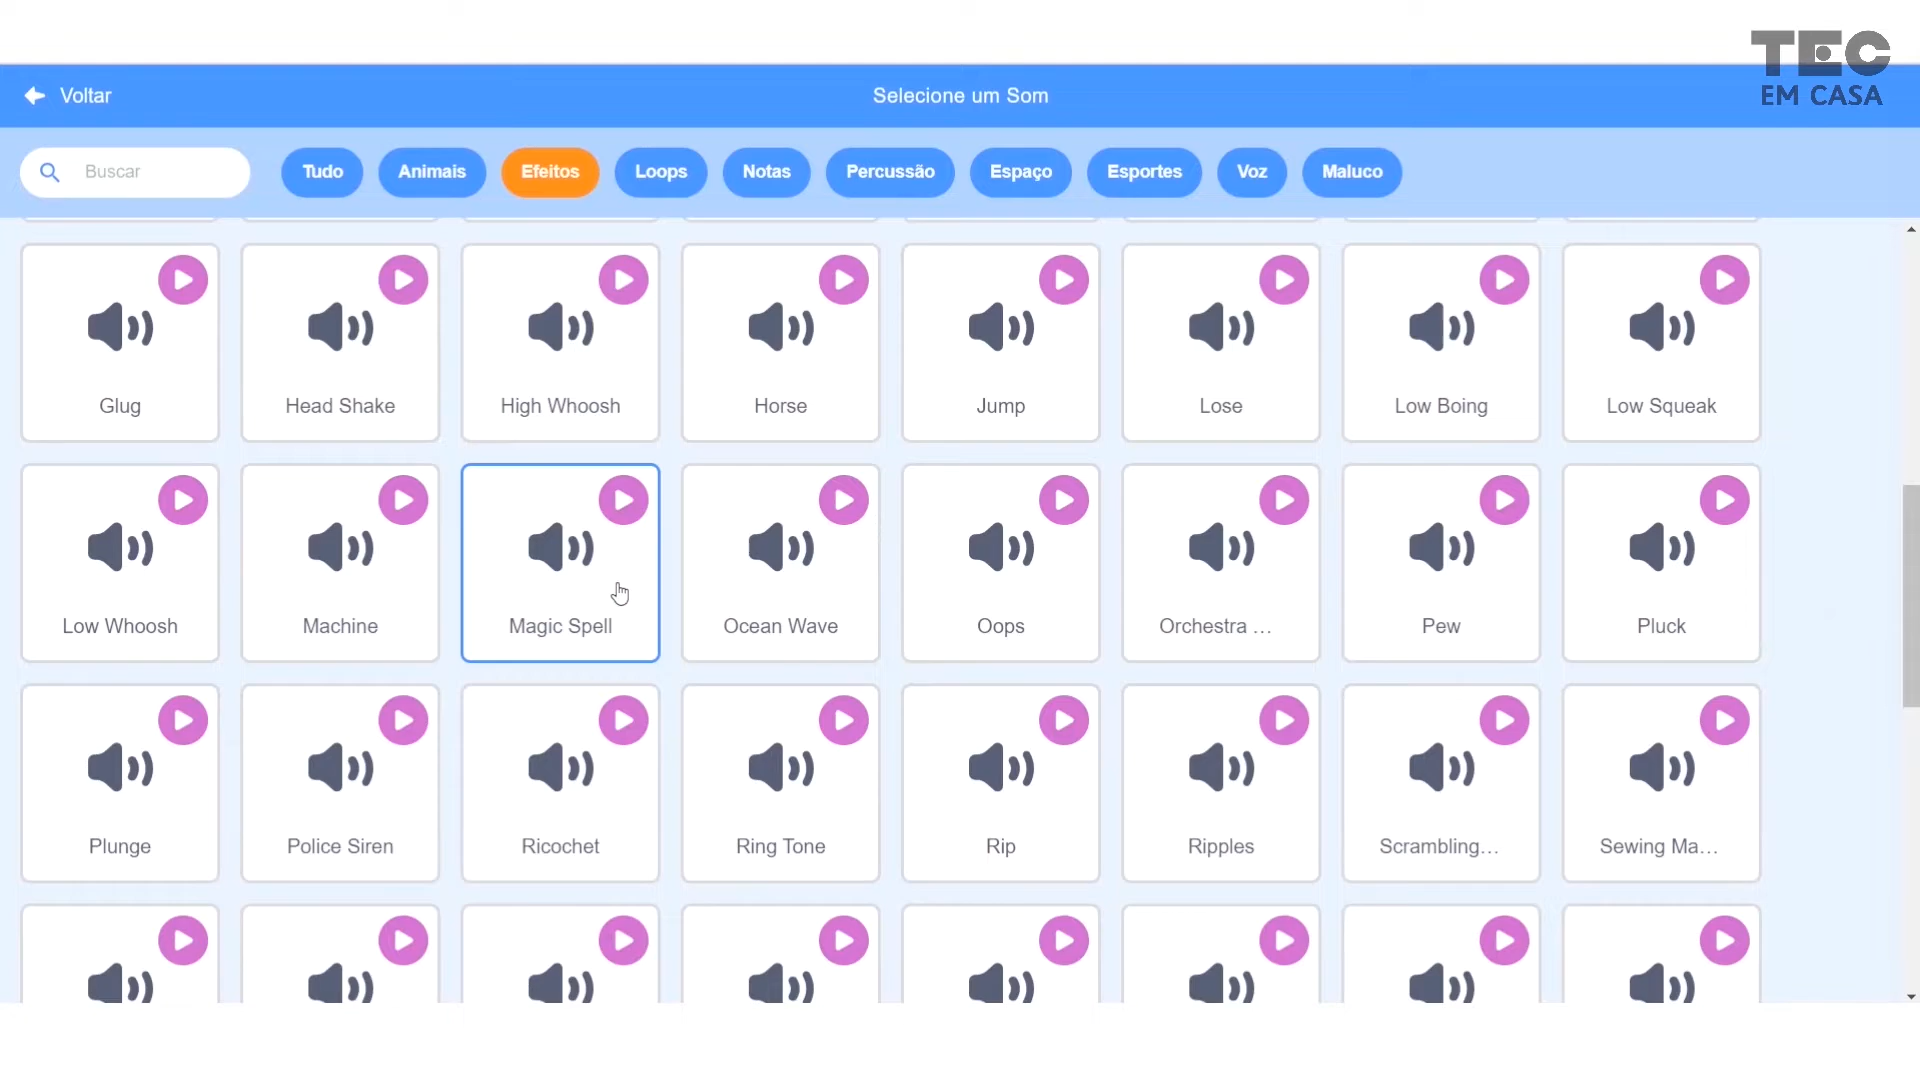 TEC
EM CASA
Voltar
Selecione um Som
Buscar
Tudo
Animais
Efeitos
Loops
Notas
Percussão
Espaço
Esportes
Voz
Maluco
Glug
Head Shake
High Whoosh
Horse
Jump
Lose
Low Boing
Low Squeak
Low Whoosh
Machine
Magic Spell
Ocean Wave
Oops
Orchestra ...
Pew
Pluck
Plunge
Police Siren
Ricochet
Ring Tone
Rip
Ripples
Scrambling...
Sewing Ma...